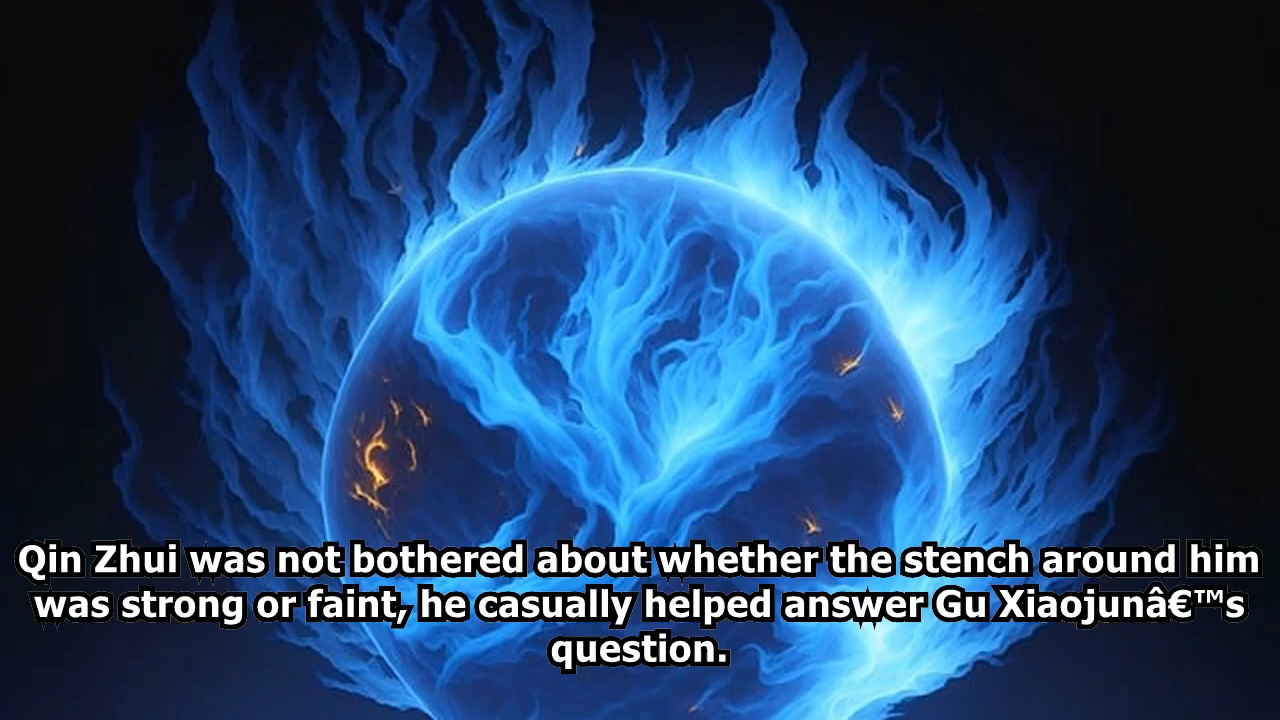 Qin Zhui was not bothered about whether the stench around him
was strong or faint, he casually helped answer Gu Xiaojunâ€™s
question.